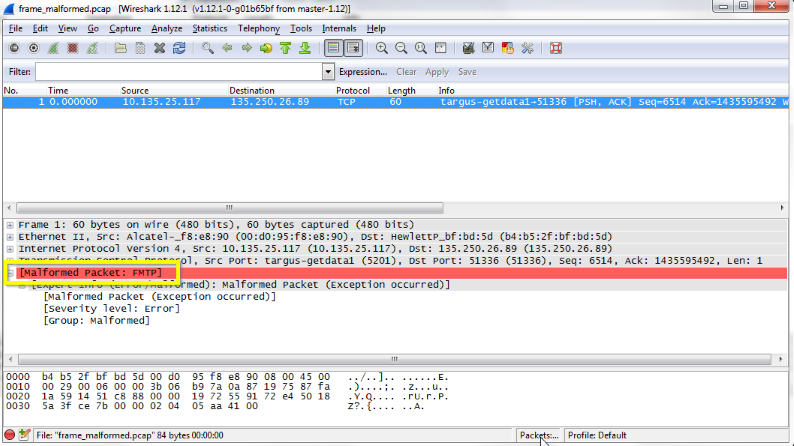 frame_malformed.pcap [Wireshark 1.12.1 (v1.12.1-0-g01b65bf from master-1.12)]
File Edit View Go Capture Analyze Statistics Telephony Tools Internals Help
Filter: Expression... Clear Apply Save
No. Time Source Destination Protocol Length Info
1 0.000000 10.135.25.117 135.250.26.89 TCP 60 targus-getdata1→51336 [PSH, ACK] Seq=6514 Ack=1435595492 W
Frame 1: 60 bytes on wire (480 bits), 60 bytes captured (480 bits)
Ethernet II, Src: Alcatel-_f8:e8:90 (00:d0:95:f8:e8:90), Dst: HewlettP_bf:bd:5d (b4:b5:2f:bf:bd:5d)
Internet Protocol Version 4, Src: 10.135.25.117 (10.135.25.117), Dst: 135.250.26.89 (135.250.26.89)
Transmission Control Protocol, Src Port: targus-getdata1 (5201), Dst Port: 51336 (51336), Seq: 6514, Ack: 1435595492, Len: 1
[Malformed Packet: FMTP]
[Expert Info (Error/Malformed): Malformed Packet (Exception occurred)]
[Malformed Packet (Exception occurred)]
[Severity level: Error]
[Group: Malformed]
0000 b4 b5 2f bf bd 5d 00 d0 95 f8 e8 90 08 00 45 00 ../..].. ......E.
0010 00 29 00 06 00 00 3b 06 b9 7a 0a 87 19 75 87 fa .)....;. .z...u..
0020 1a 59 14 51 c8 88 00 00 19 72 55 91 72 e4 50 18 .Y.Q.... .rU.r.P.
0030 5a 3f ce 7b 00 00 02 04 05 aa 41 00 Z?.{.... ..A.
File: "frame_malformed.pcap" 84 bytes 00:00:00 Packets:... Profile: Default